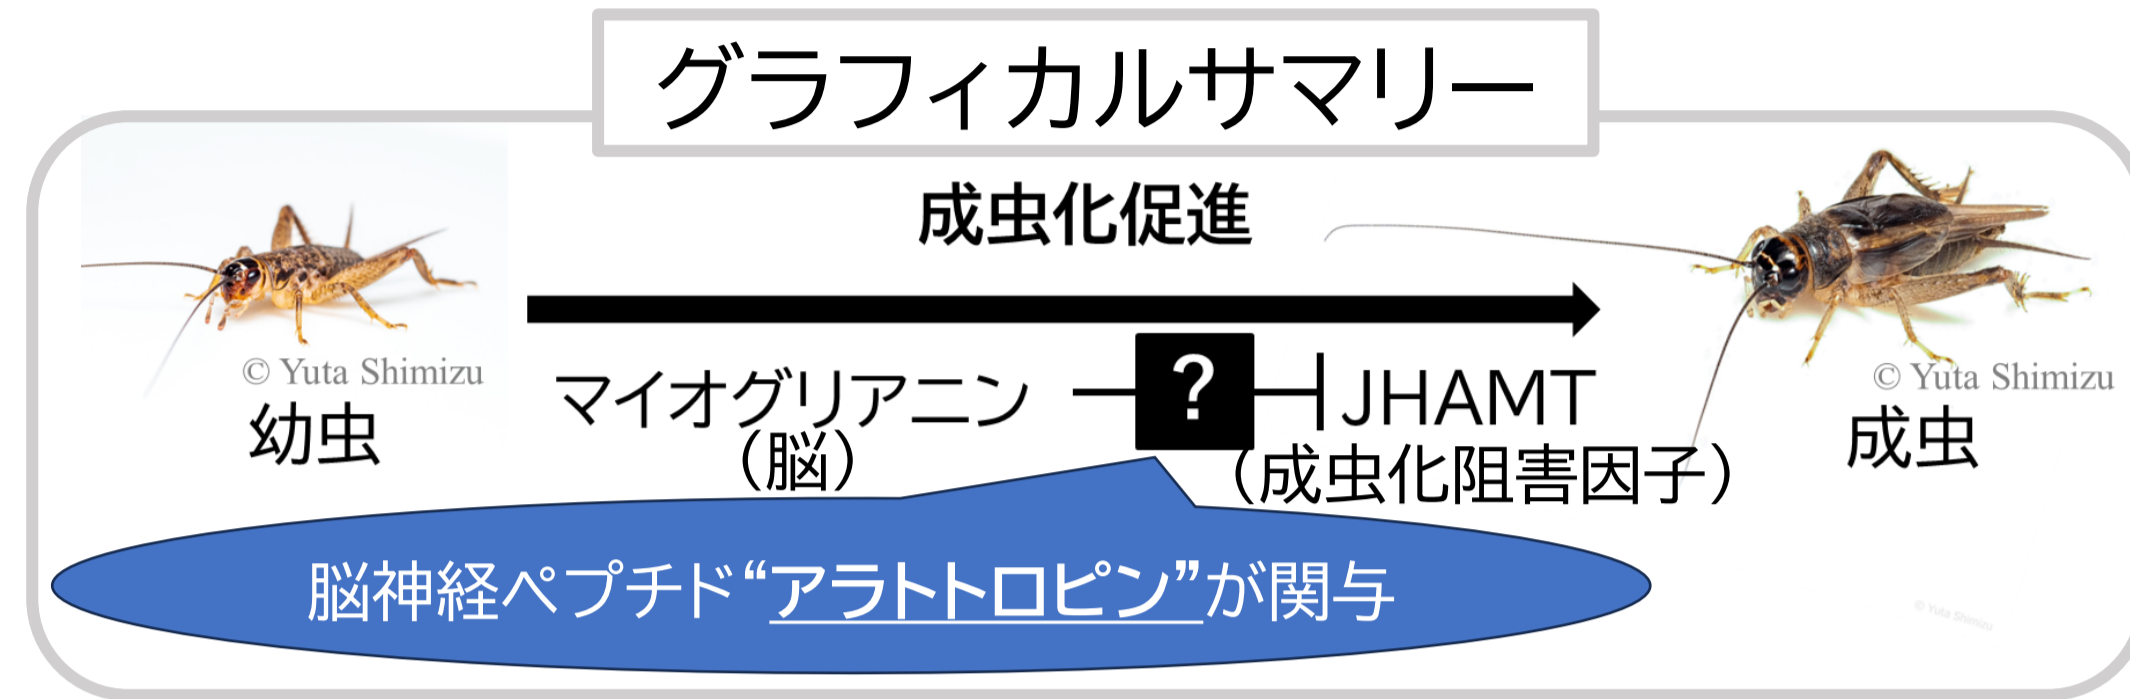 グラフィカルサマリー
成虫化促進
© Yuta Shimizu
幼虫
マイオグリアニン
（脳）
?
JHAMT
（成虫化阻害因子）
© Yuta Shimizu
成虫
脳神経ペプチド“アラトトロピン”が関与
© Yuta Shimizu